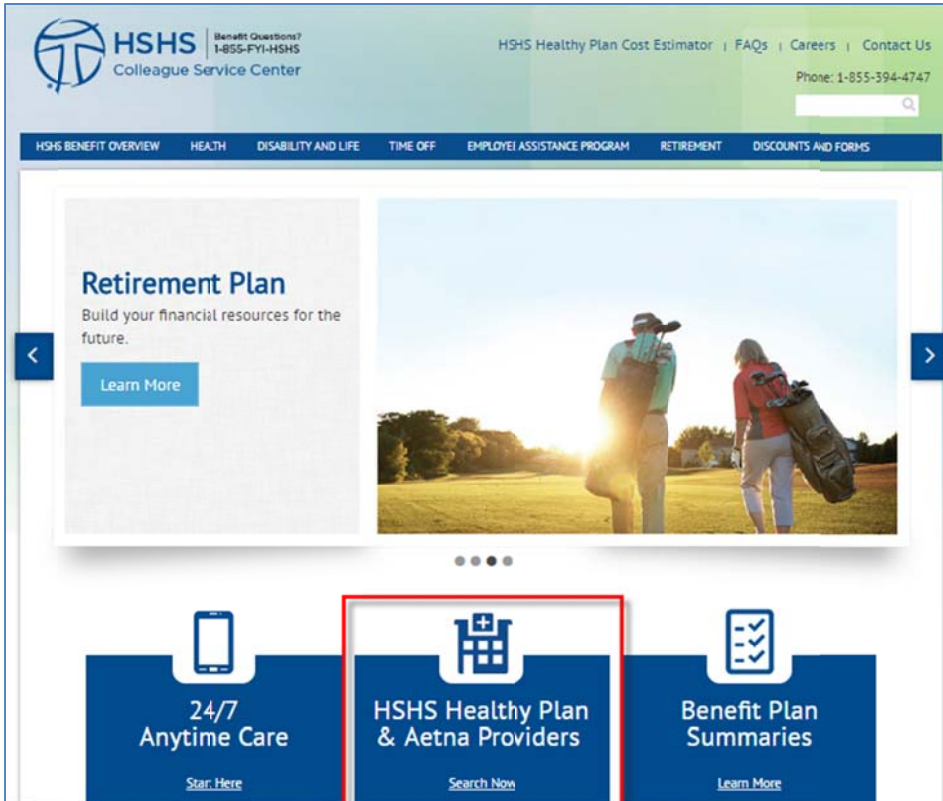 HSHS
Benefit Questions?
1-855-FYI-HSHS
Colleague Service Center
HSHS Healthy Plan Cost Estimator | FAQs | Careers | Contact Us
Phone: 1-855-394-4747
HSHS BENEFIT OVERVIEW HEALTH DISABILITY AND LIFE TIME OFF EMPLOYEE ASSISTANCE PROGRAM RETIREMENT DISCOUNTS AND FORMS
Retirement Plan
Build your financial resources for the
future.
Learn More
24/7
Anytime Care
Start Here
HSHS Healthy Plan
& Aetna Providers
Search Now
Benefit Plan
Summaries
Learn More